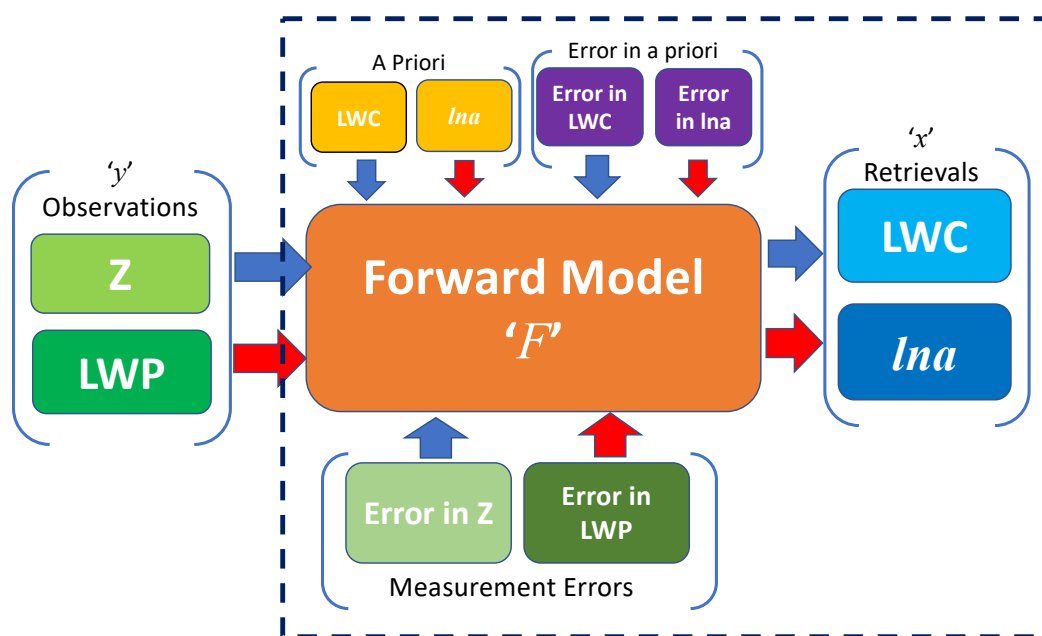 ‘y’
Observations
Z
LWP
A Priori
LWC
lna
Error in a priori
Error in
LWC
Error
in lna
Forward Model
‘F’
Error in Z
Error in
LWP
Measurement Errors
‘x’
Retrievals
LWC
lna